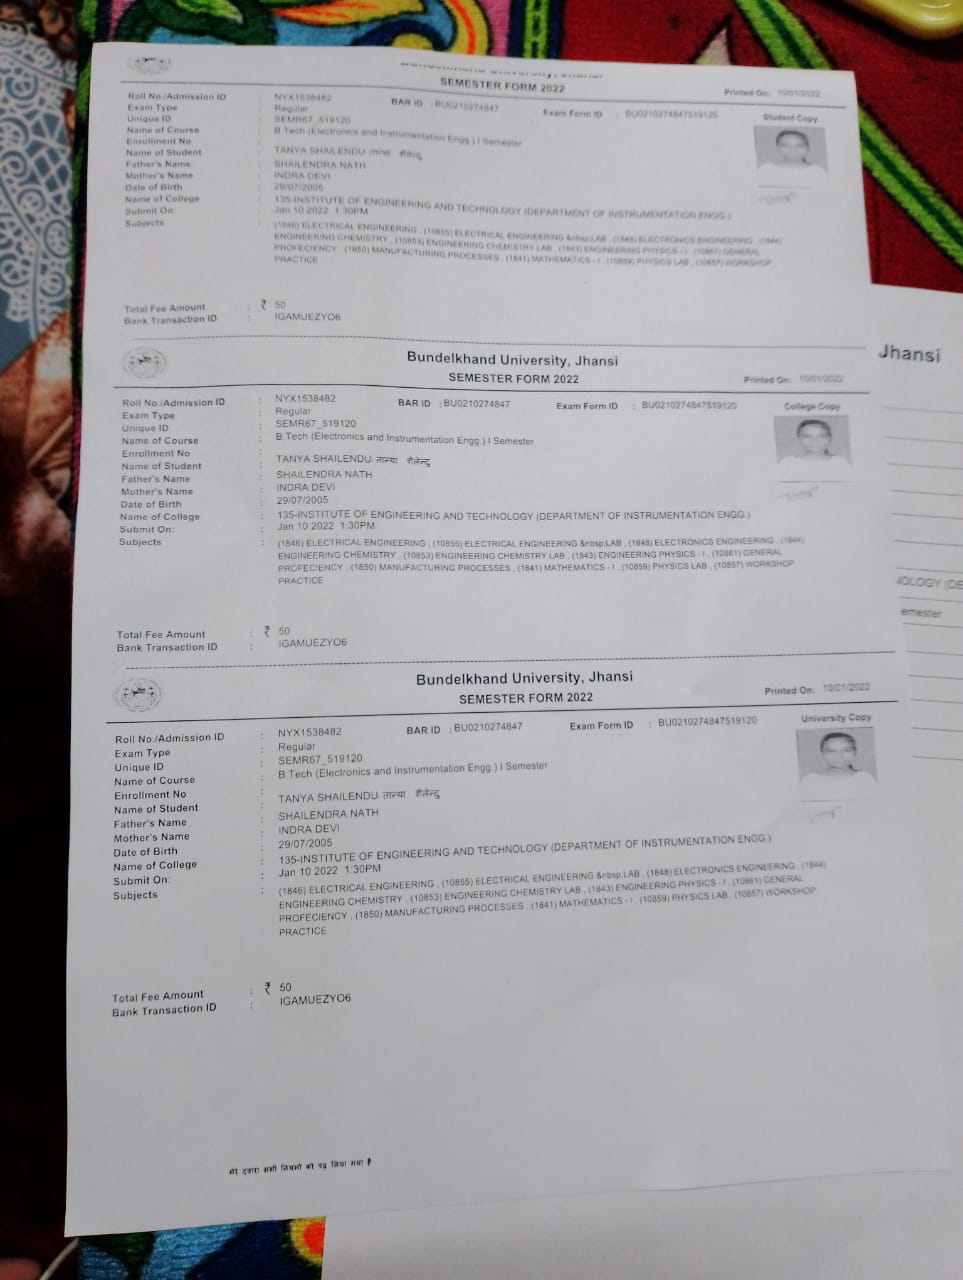 Bundelkhand University, Jhansi
SEMESTER FORM 2022
Printed On: 10/01/2022
Roll No./Admission ID : NYX1538482 BAR ID : BU0210274847 Exam Form ID : BU0210274847519120 Student Copy
Exam Type : Regular
Unique ID : SEMR67_519120
Name of Course : B.Tech (Electronics and Instrumentation Engg.) I Semester
Enrollment No :
Name of Student : TANYA SHAILENDU तान्या शैलेन्दु
Father's Name : SHAILENDRA NATH
Mother's Name : INDRA DEVI
Date of Birth : 29/07/2005
Name of College : 135-INSTITUTE OF ENGINEERING AND TECHNOLOGY (DEPARTMENT OF INSTRUMENTATION ENGG.)
Submit On: : Jan 10 2022 1:30PM
Subjects : (1846) ELECTRICAL ENGINEERING , (10855) ELECTRICAL ENGINEERING &nbsp;LAB , (1848) ELECTRONICS ENGINEERING , (1844)
ENGINEERING CHEMISTRY , (10853) ENGINEERING CHEMISTRY LAB , (1843) ENGINEERING PHYSICS - I , (10861) GENERAL
PROFECIENCY , (1850) MANUFACTURING PROCESSES , (1841) MATHEMATICS - I , (10859) PHYSICS LAB , (10857) WORKSHOP
PRACTICE
Total Fee Amount : ₹ 50
Bank Transaction ID : IGAMUEZYO6
Bundelkhand University, Jhansi
SEMESTER FORM 2022
Printed On: 10/01/2022
Roll No./Admission ID : NYX1538482 BAR ID : BU0210274847 Exam Form ID : BU0210274847519120 College Copy
Exam Type : Regular
Unique ID : SEMR67_519120
Name of Course : B.Tech (Electronics and Instrumentation Engg.) I Semester
Enrollment No :
Name of Student : TANYA SHAILENDU तान्या शैलेन्दु
Father's Name : SHAILENDRA NATH
Mother's Name : INDRA DEVI
Date of Birth : 29/07/2005
Name of College : 135-INSTITUTE OF ENGINEERING AND TECHNOLOGY (DEPARTMENT OF INSTRUMENTATION ENGG.)
Submit On: : Jan 10 2022 1:30PM
Subjects : (1846) ELECTRICAL ENGINEERING , (10855) ELECTRICAL ENGINEERING &nbsp;LAB , (1848) ELECTRONICS ENGINEERING , (1844)
ENGINEERING CHEMISTRY , (10853) ENGINEERING CHEMISTRY LAB , (1843) ENGINEERING PHYSICS - I , (10861) GENERAL
PROFECIENCY , (1850) MANUFACTURING PROCESSES , (1841) MATHEMATICS - I , (10859) PHYSICS LAB , (10857) WORKSHOP
PRACTICE
Total Fee Amount : ₹ 50
Bank Transaction ID : IGAMUEZYO6
Bundelkhand University, Jhansi
SEMESTER FORM 2022
Printed On: 10/01/2022
Roll No./Admission ID : NYX1538482 BAR ID : BU0210274847 Exam Form ID : BU0210274847519120 University Copy
Exam Type : Regular
Unique ID : SEMR67_519120
Name of Course : B.Tech (Electronics and Instrumentation Engg.) I Semester
Enrollment No :
Name of Student : TANYA SHAILENDU तान्या शैलेन्दु
Father's Name : SHAILENDRA NATH
Mother's Name : INDRA DEVI
Date of Birth : 29/07/2005
Name of College : 135-INSTITUTE OF ENGINEERING AND TECHNOLOGY (DEPARTMENT OF INSTRUMENTATION ENGG.)
Submit On: : Jan 10 2022 1:30PM
Subjects : (1846) ELECTRICAL ENGINEERING , (10855) ELECTRICAL ENGINEERING &nbsp;LAB , (1848) ELECTRONICS ENGINEERING , (1844)
ENGINEERING CHEMISTRY , (10853) ENGINEERING CHEMISTRY LAB , (1843) ENGINEERING PHYSICS - I , (10861) GENERAL
PROFECIENCY , (1850) MANUFACTURING PROCESSES , (1841) MATHEMATICS - I , (10859) PHYSICS LAB , (10857) WORKSHOP
PRACTICE
Total Fee Amount : ₹ 50
Bank Transaction ID : IGAMUEZYO6
मेरे द्वारा सभी नियमो को पढ़ लिया गया है
Jhansi
NOLOGY (DE
emester